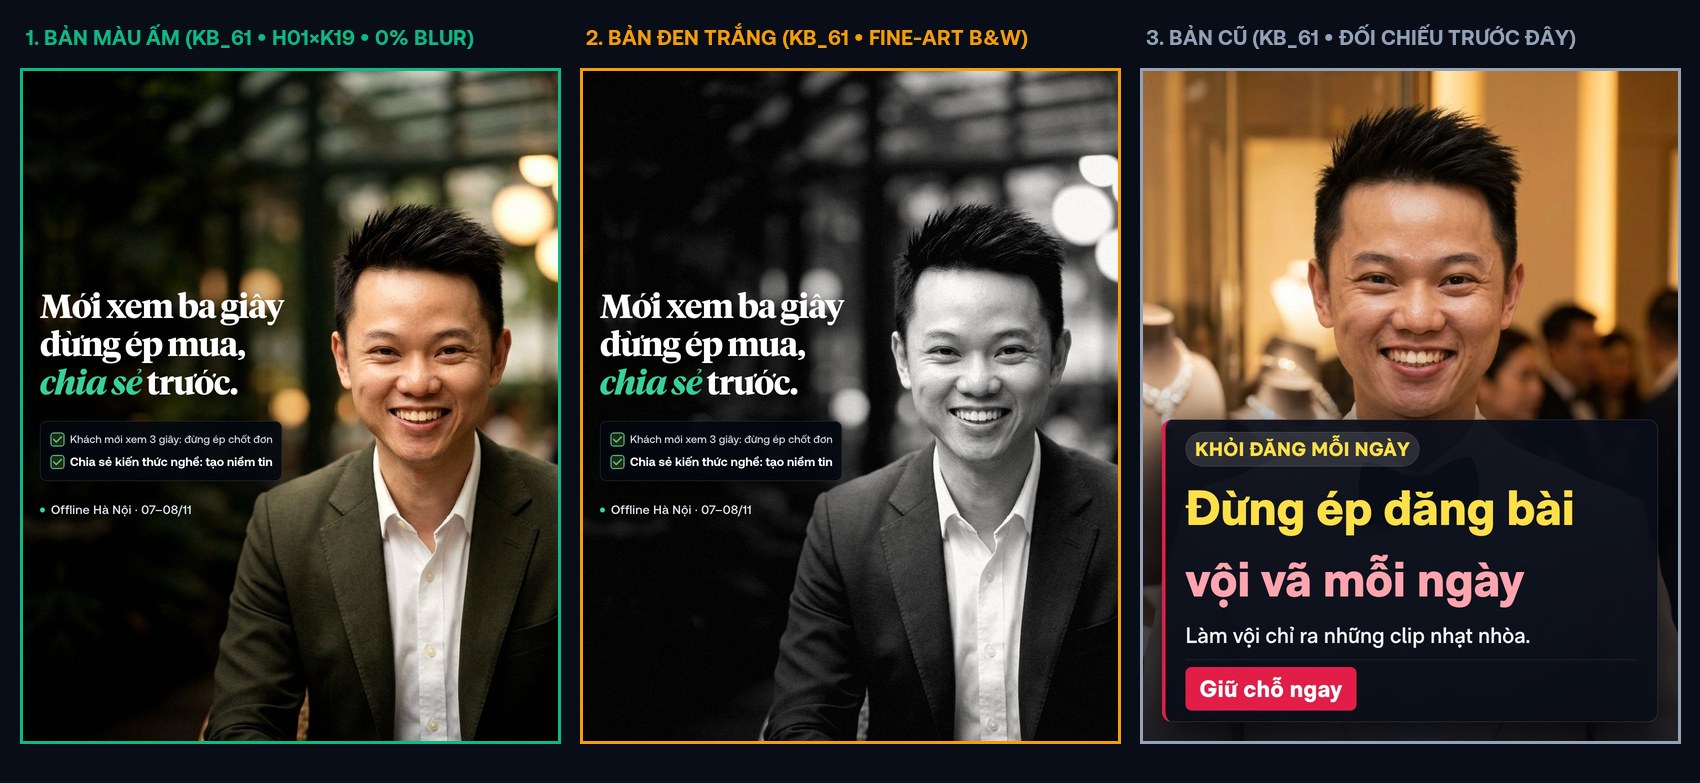 1. BẢN MÀU ẤM (KB_61 • H01×K19 • 0% BLUR)
Mới xem ba giây
đừng ép mua,
chia sẻ trước.
Khách mới xem 3 giây: đừng ép chốt đơn
Chia sẻ kiến thức nghề: tạo niềm tin
Offline Hà Nội · 07–08/11
2. BẢN ĐEN TRẮNG (KB_61 • FINE-ART B&W)
Mới xem ba giây
đừng ép mua,
chia sẻ trước.
Khách mới xem 3 giây: đừng ép chốt đơn
Chia sẻ kiến thức nghề: tạo niềm tin
Offline Hà Nội · 07–08/11
3. BẢN CŨ (KB_61 • ĐỐI CHIẾU TRƯỚC ĐÂY)
KHỎI ĐĂNG MỖI NGÀY
Đừng ép đăng bài
vội vã mỗi ngày
Làm vội chỉ ra những clip nhạt nhòa.
Giữ chỗ ngay